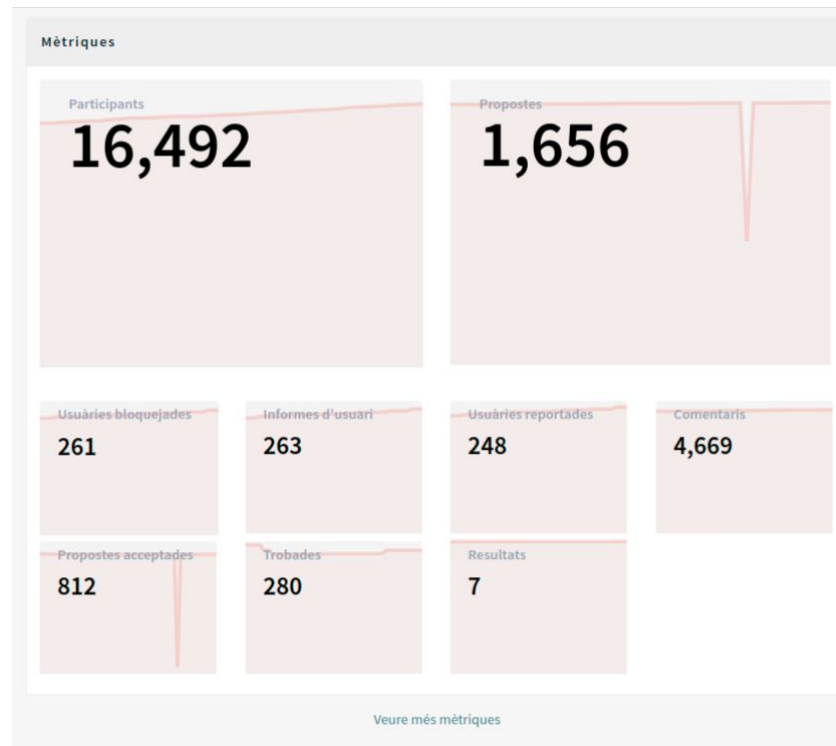 Mètriques
Participants
16,492
Propostes
1,656
Usuàries bloquejades
261
Informes d'usuari
263
Usuàries reportades
248
Comentaris
4,669
Propostes acceptades
812
Trobades
280
Resultats
7
Veure més mètriques